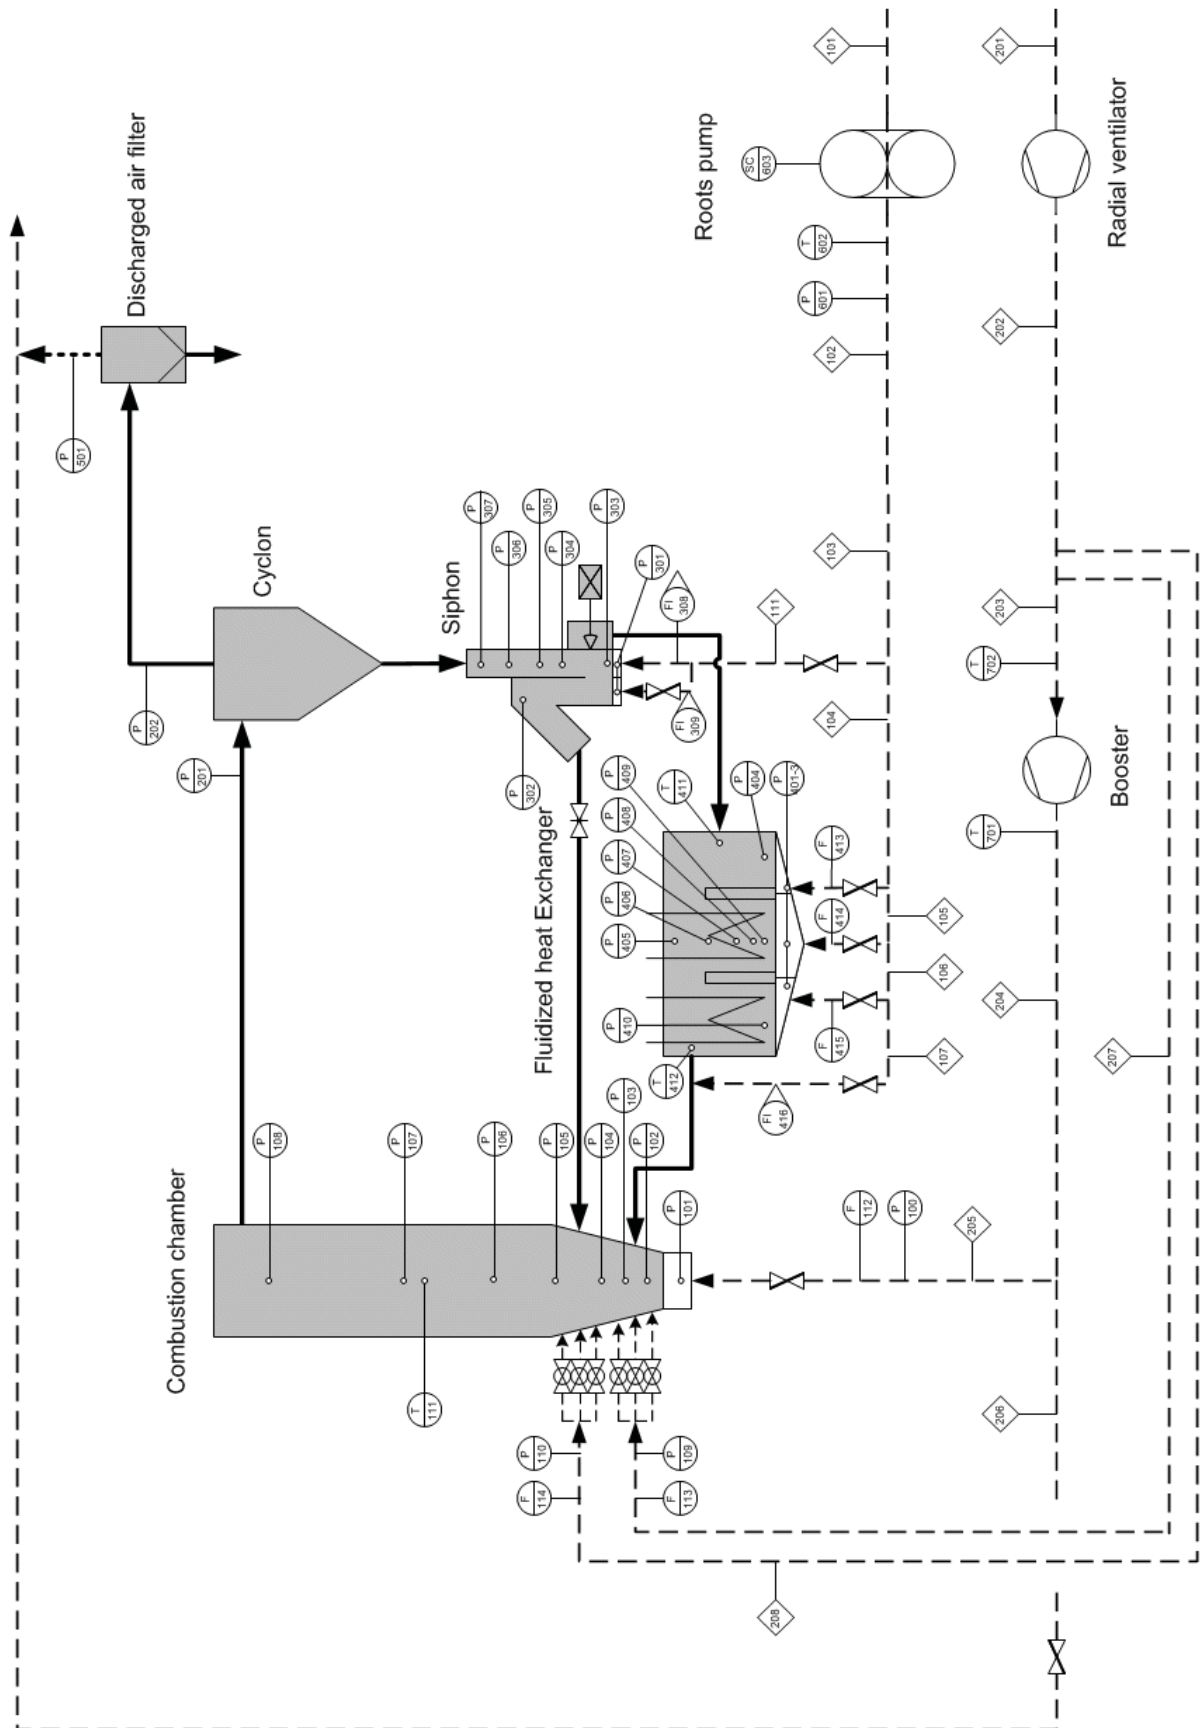 Combustion chamber
Cyclon
Discharged air filter
Siphon
Fluidized heat Exchanger
Roots pump
Radial ventilator
Booster
P
108
P
107
P
106
P
105
P
104
P
103
P
102
P
101
T
111
P
110
F
114
P
109
F
113
F
112
P
100
P
201
P
202
P
501
P
307
P
306
P
305
P
304
P
303
P
301
P
302
FI
308
FI
309
P
409
P
408
P
407
P
406
P
405
P
410
T
411
P
404
P
401-3
T
412
F
413
F
414
F
415
FI
416
SC
603
T
602
P
601
T
702
T
701
101
102
103
104
105
106
107
111
201
202
203
204
205
206
207
208